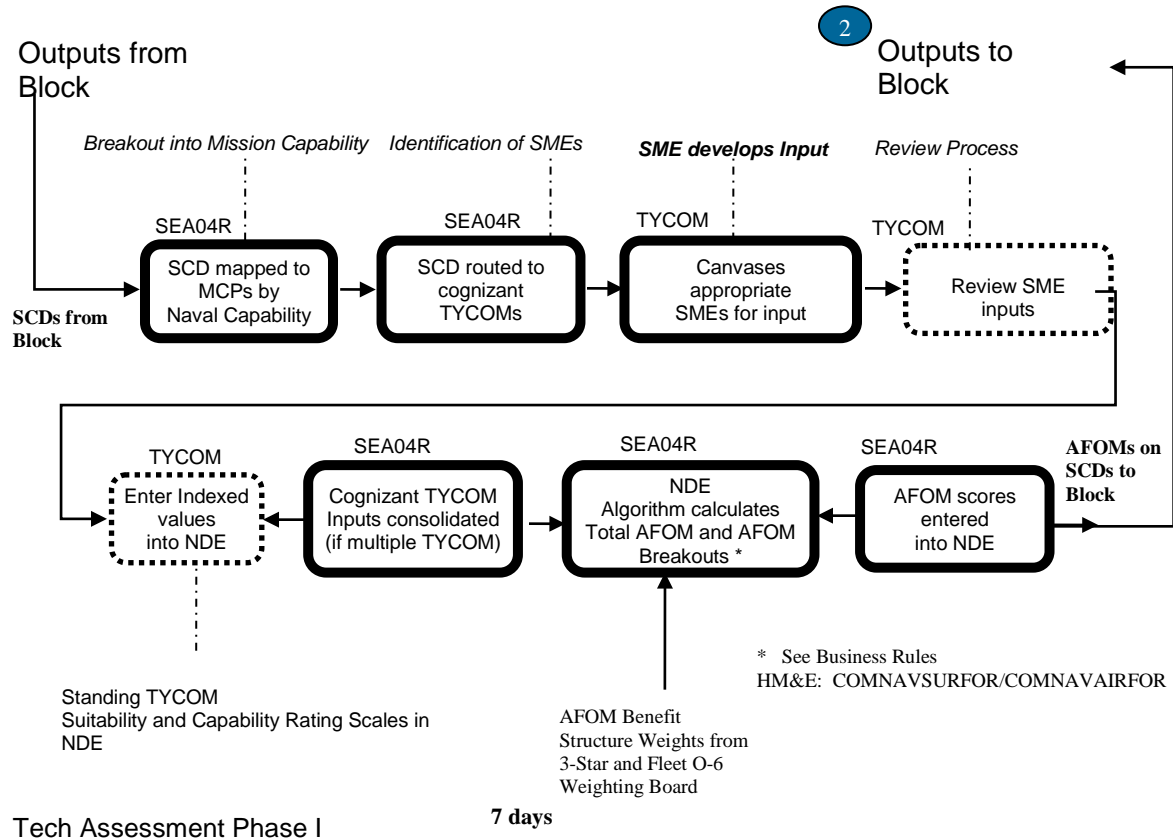 2
Outputs from
Block
Outputs to
Block
Breakout into Mission Capability
Identification of SMEs
SME develops Input
Review Process
SEA04R
SCD mapped to
MCPs by
Naval Capability
SEA04R
SCD routed to
cognizant
TYCOMs
TYCOM
Canvases
appropriate
SMEs for input
TYCOM
Review SME
inputs
SCDs from
Block
TYCOM
Enter Indexed
values
into NDE
SEA04R
Cognizant TYCOM
Inputs consolidated
(if multiple TYCOM)
SEA04R
NDE
Algorithm calculates
Total AFOM and AFOM
Breakouts *
SEA04R
AFOM scores
entered
into NDE
AFOMs on
SCDs to
Block
* See Business Rules
HM&E: COMNAVSURFOR/COMNAVAIRFOR
Standing TYCOM
Suitability and Capability Rating Scales in
NDE
AFOM Benefit
Structure Weights from
3-Star and Fleet O-6
Weighting Board
7 days
Tech Assessment Phase I